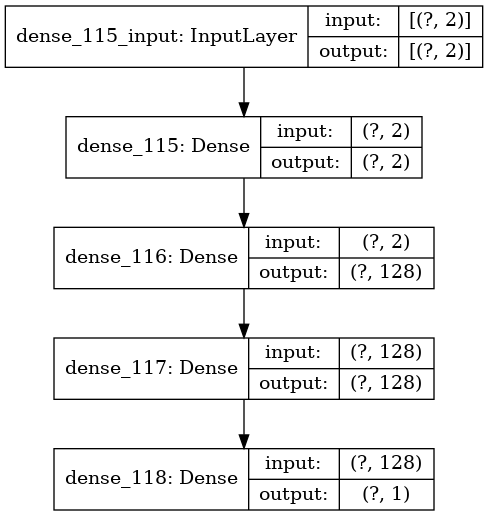 dense_115_input: InputLayer
input: [(?, 2)]
output: [(?, 2)]
dense_115: Dense
input: (?, 2)
output: (?, 2)
dense_116: Dense
input: (?, 2)
output: (?, 128)
dense_117: Dense
input: (?, 128)
output: (?, 128)
dense_118: Dense
input: (?, 128)
output: (?, 1)